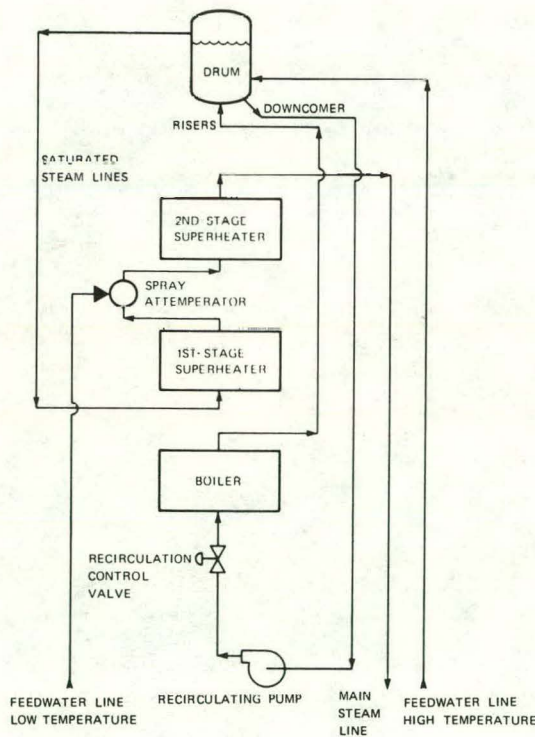 DRUM
DOWNCOMER
RISERS
SATURATED
STEAM LINES
2ND-STAGE
SUPERHEATER
SPRAY
ATTEMPERATOR
1ST-STAGE
SUPERHEATER
BOILER
RECIRCULATION
CONTROL
VALVE
FEEDWATER LINE
LOW TEMPERATURE
RECIRCULATING PUMP
MAIN
STEAM
LINE
FEEDWATER LINE
HIGH TEMPERATURE